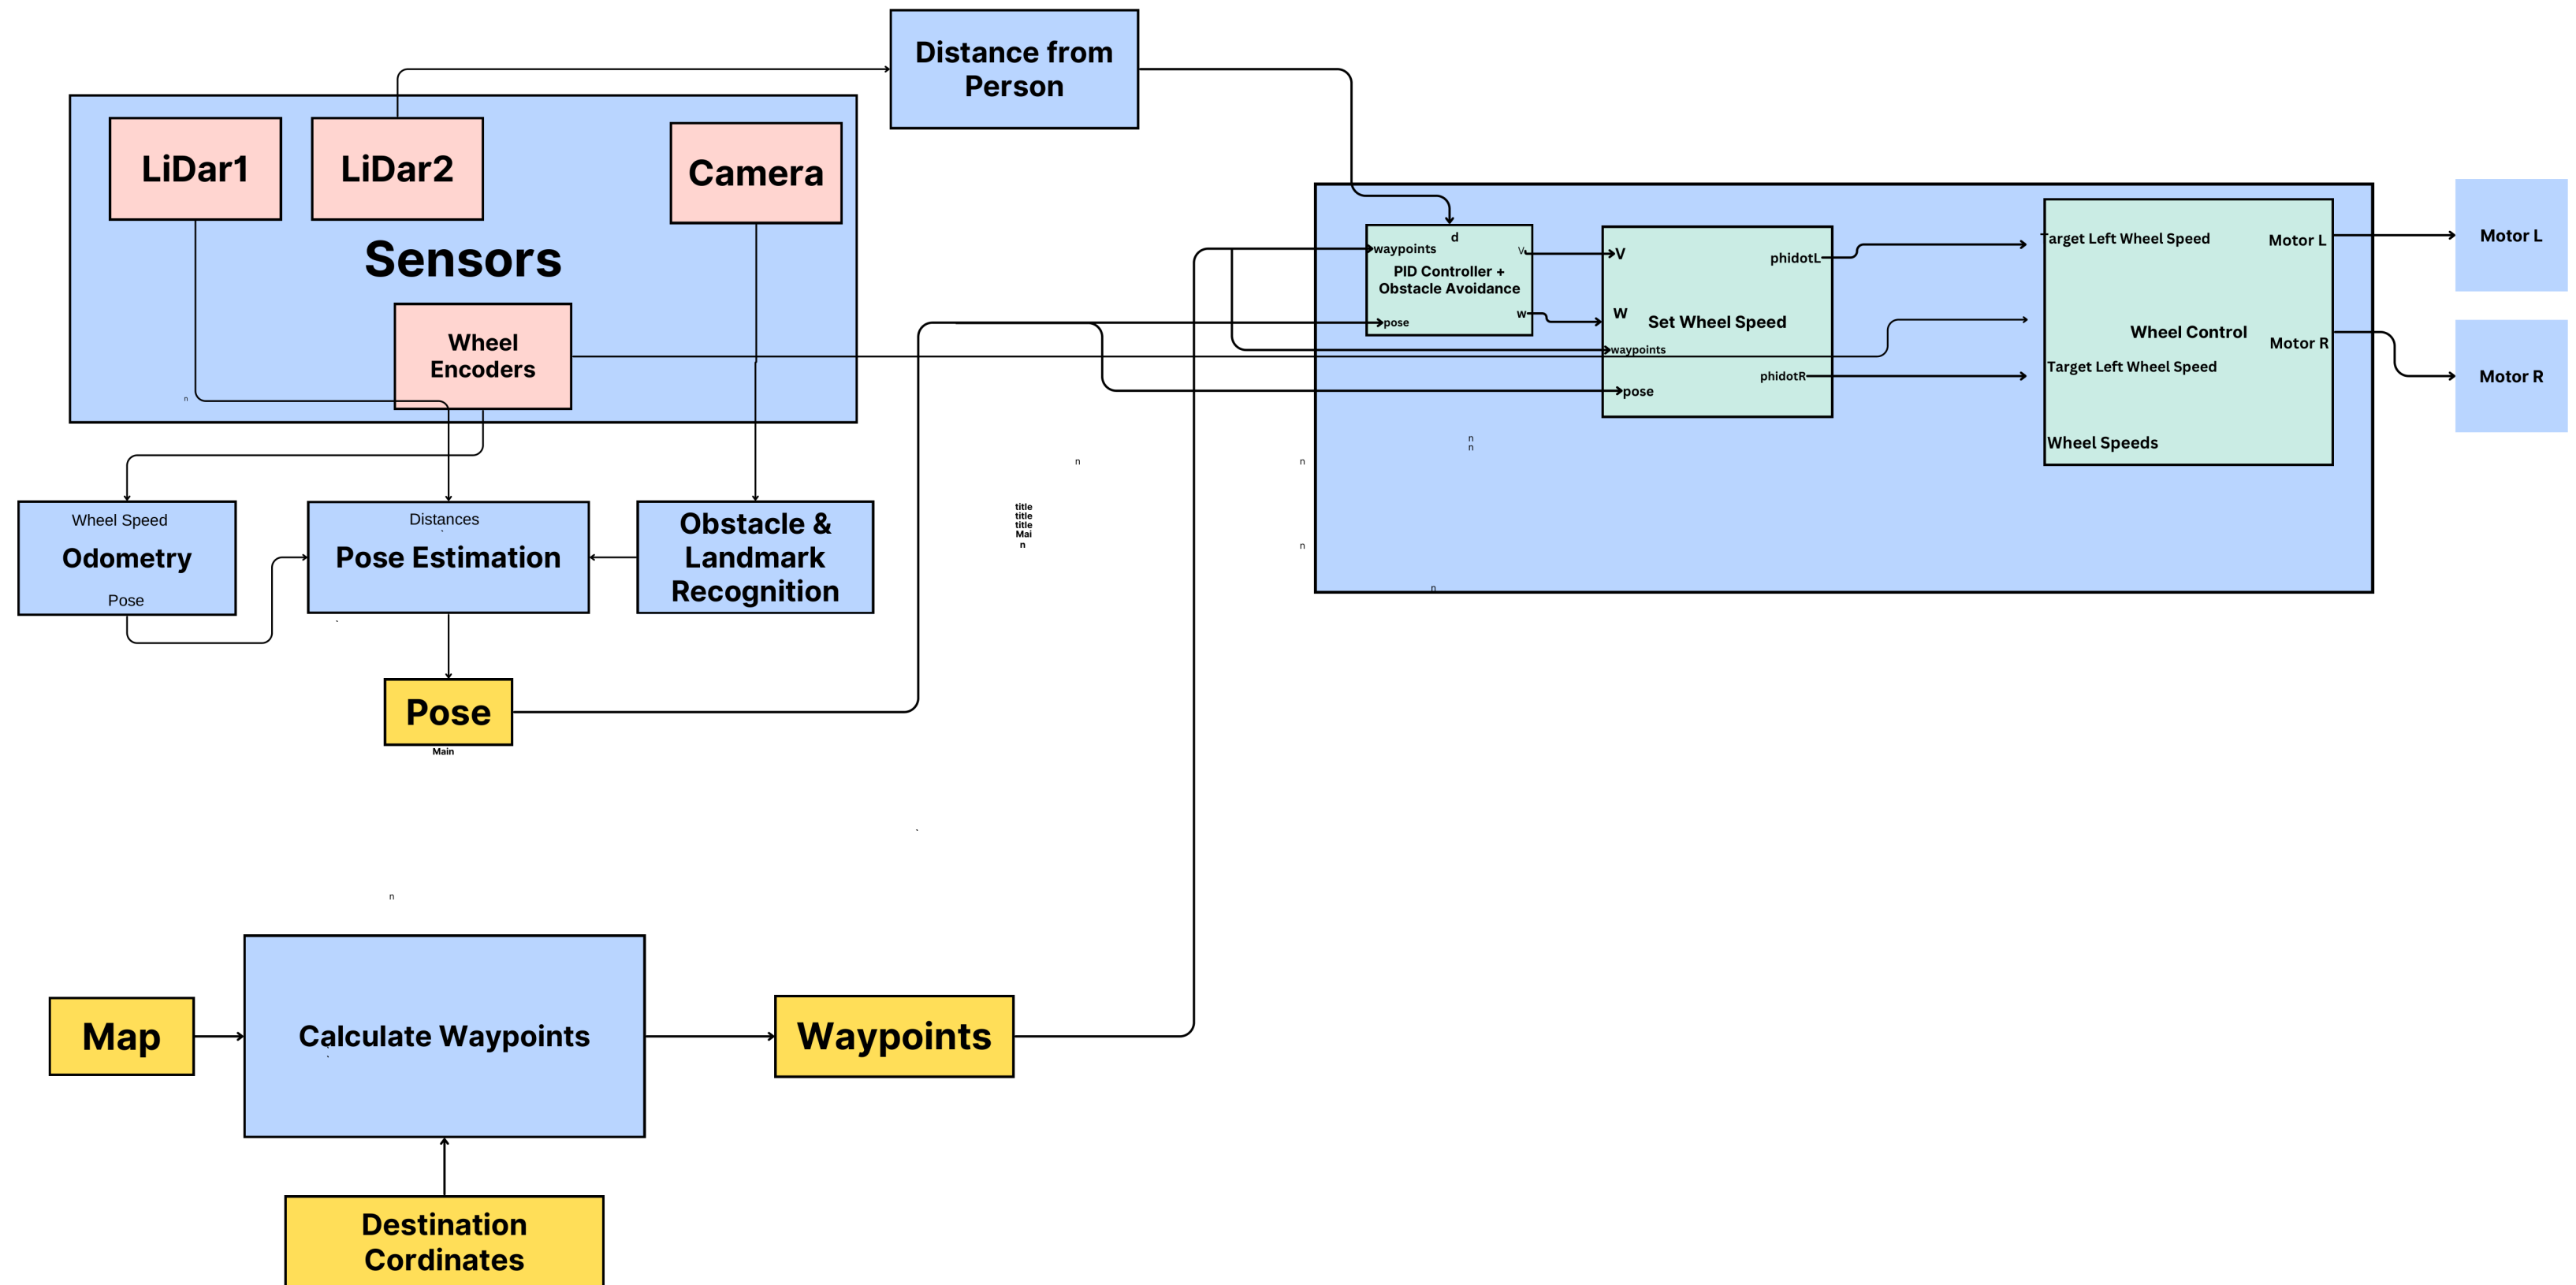 Distance from
Person
LiDar1
LiDar2
Camera
Sensors
Wheel
Encoders
n
Wheel Speed
Odometry
Pose
Distances
Pose Estimation
Obstacle &
Landmark
Recognition
Pose
Main
n
title
title
title
Mai
n
n
n
n
d
waypoints
V
PID Controller +
Obstacle Avoidance
w
pose
V
phidotL
W
Set Wheel Speed
waypoints
phidotR
pose
n
n
n
Target Left Wheel Speed
Motor L
Wheel Control
Motor R
Target Left Wheel Speed
Wheel Speeds
Motor L
Motor R
Map
Calculate Waypoints
Waypoints
Destination
Cordinates